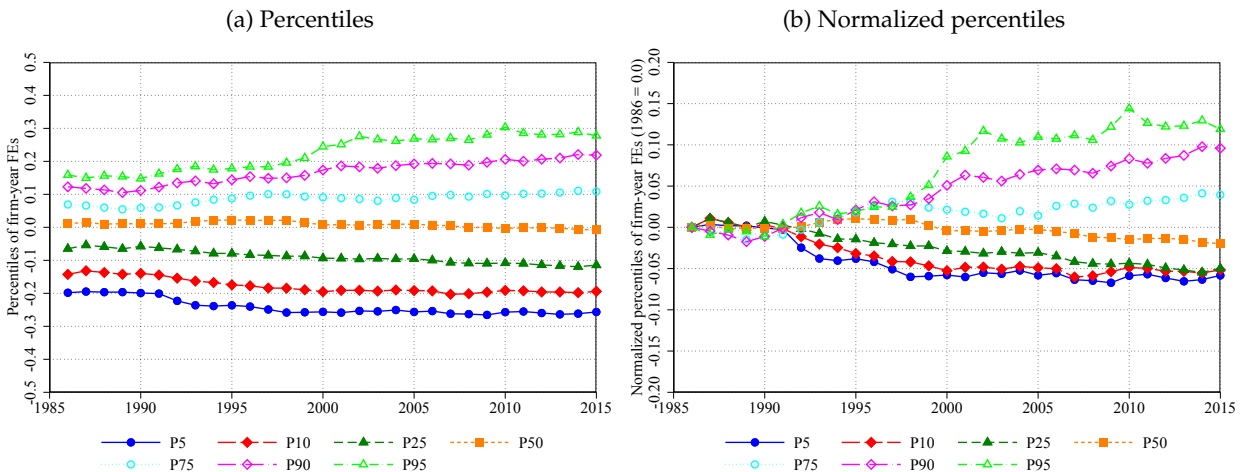 (a) Percentiles
Percentiles of firm-year FEs
0.5
0.4
0.3
0.2
0.1
0.0
-0.1
-0.2
-0.3
-0.4
-0.5
1985 1990 1995 2000 2005 2010 2015
P5 P10 P25 P50
P75 P90 P95
(b) Normalized percentiles
Normalized percentiles of firm-year FEs (1986 = 0.0)
0.20
0.15
0.10
0.05
0.00
-0.05
-0.10
-0.15
-0.20
1985 1990 1995 2000 2005 2010 2015
P5 P10 P25 P50
P75 P90 P95